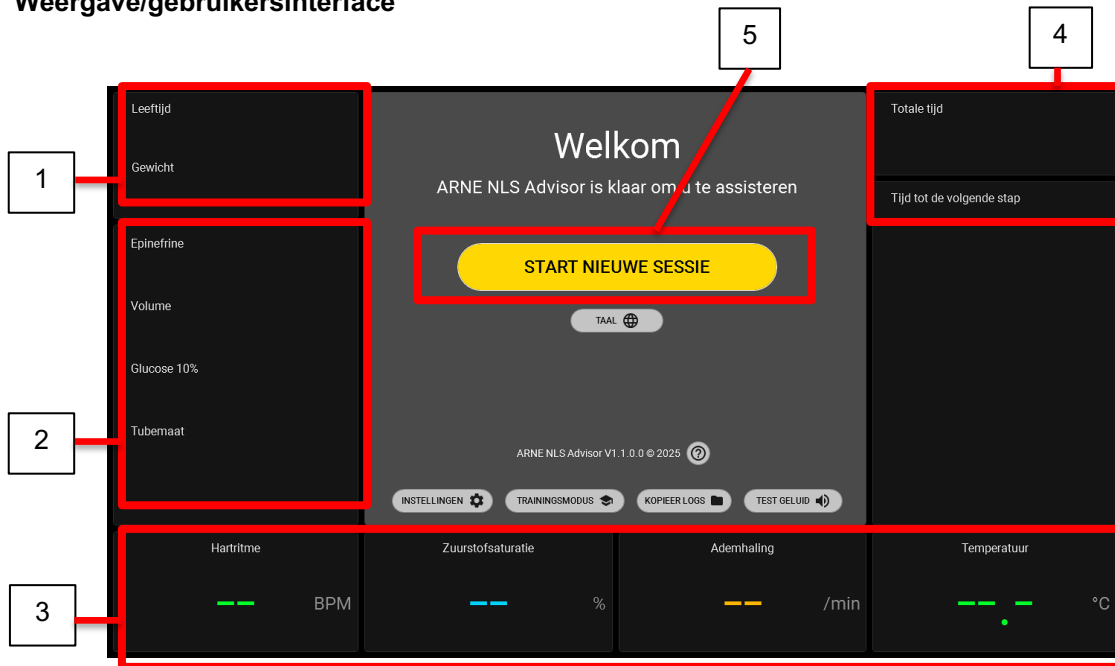 Weergave/gebruikersinterface
5
4
1
2
3
Leeftijd
Gewicht
Epinefrine
Volume
Glucose 10%
Tubemaat
Welkom
ARNE NLS Advisor is klaar om u te assisteren
START NIEUWE SESSIE
TAAL
ARNE NLS Advisor V1.1.0.0 © 2025
INSTELLINGEN
TRAININGSMODUS
KOPIEER LOGS
TEST GELUID
Totale tijd
Tijd tot de volgende stap
Hartritme
-- BPM
Zuurstofsaturatie
-- %
Ademhaling
-- /min
Temperatuur
--.- °C